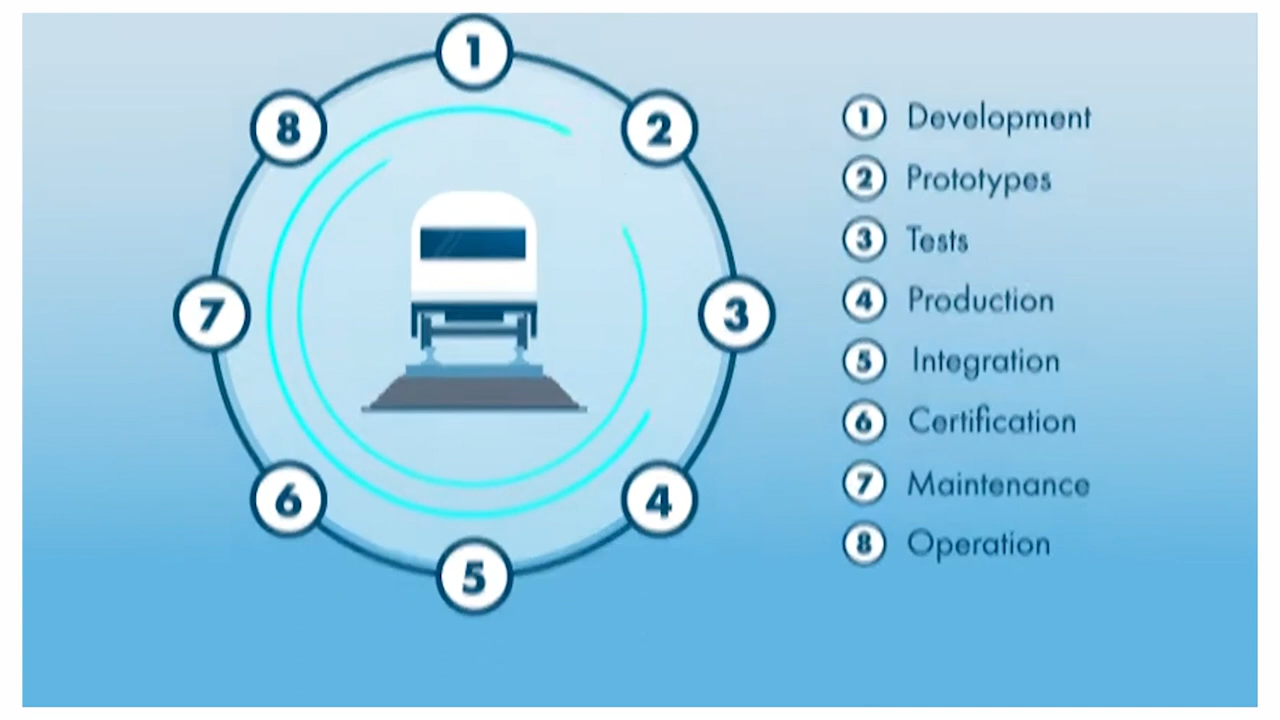 1
8
2
7
3
6
4
5
1 Development
2 Prototypes
3 Tests
4 Production
5 Integration
6 Certification
7 Maintenance
8 Operation